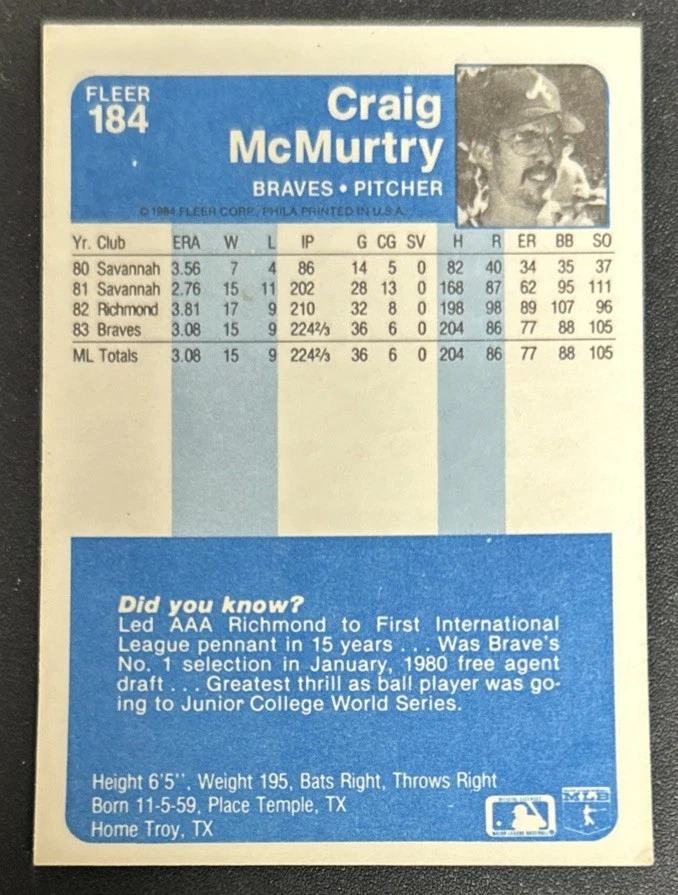 FLEER
184
Craig
McMurtry
BRAVES • PITCHER
© 1984 FLEER CORP., PHILA PRINTED IN U.S.A.
Yr. Club ERA W L IP G CG SV H R ER BB SO
80 Savannah 3.56 7 4 86 14 5 0 82 40 34 35 37
81 Savannah 2.76 15 11 202 28 13 0 168 87 62 95 111
82 Richmond 3.81 17 9 210 32 8 0 198 98 89 107 96
83 Braves 3.08 15 9 224⅔ 36 6 0 204 86 77 88 105
ML Totals 3.08 15 9 224⅔ 36 6 0 204 86 77 88 105
Did you know?
Led AAA Richmond to First International
League pennant in 15 years . . . Was Brave's
No. 1 selection in January, 1980 free agent
draft . . . Greatest thrill as ball player was go-
ing to Junior College World Series.
Height 6'5'', Weight 195, Bats Right, Throws Right
Born 11-5-59, Place Temple, TX
Home Troy, TX
MLB